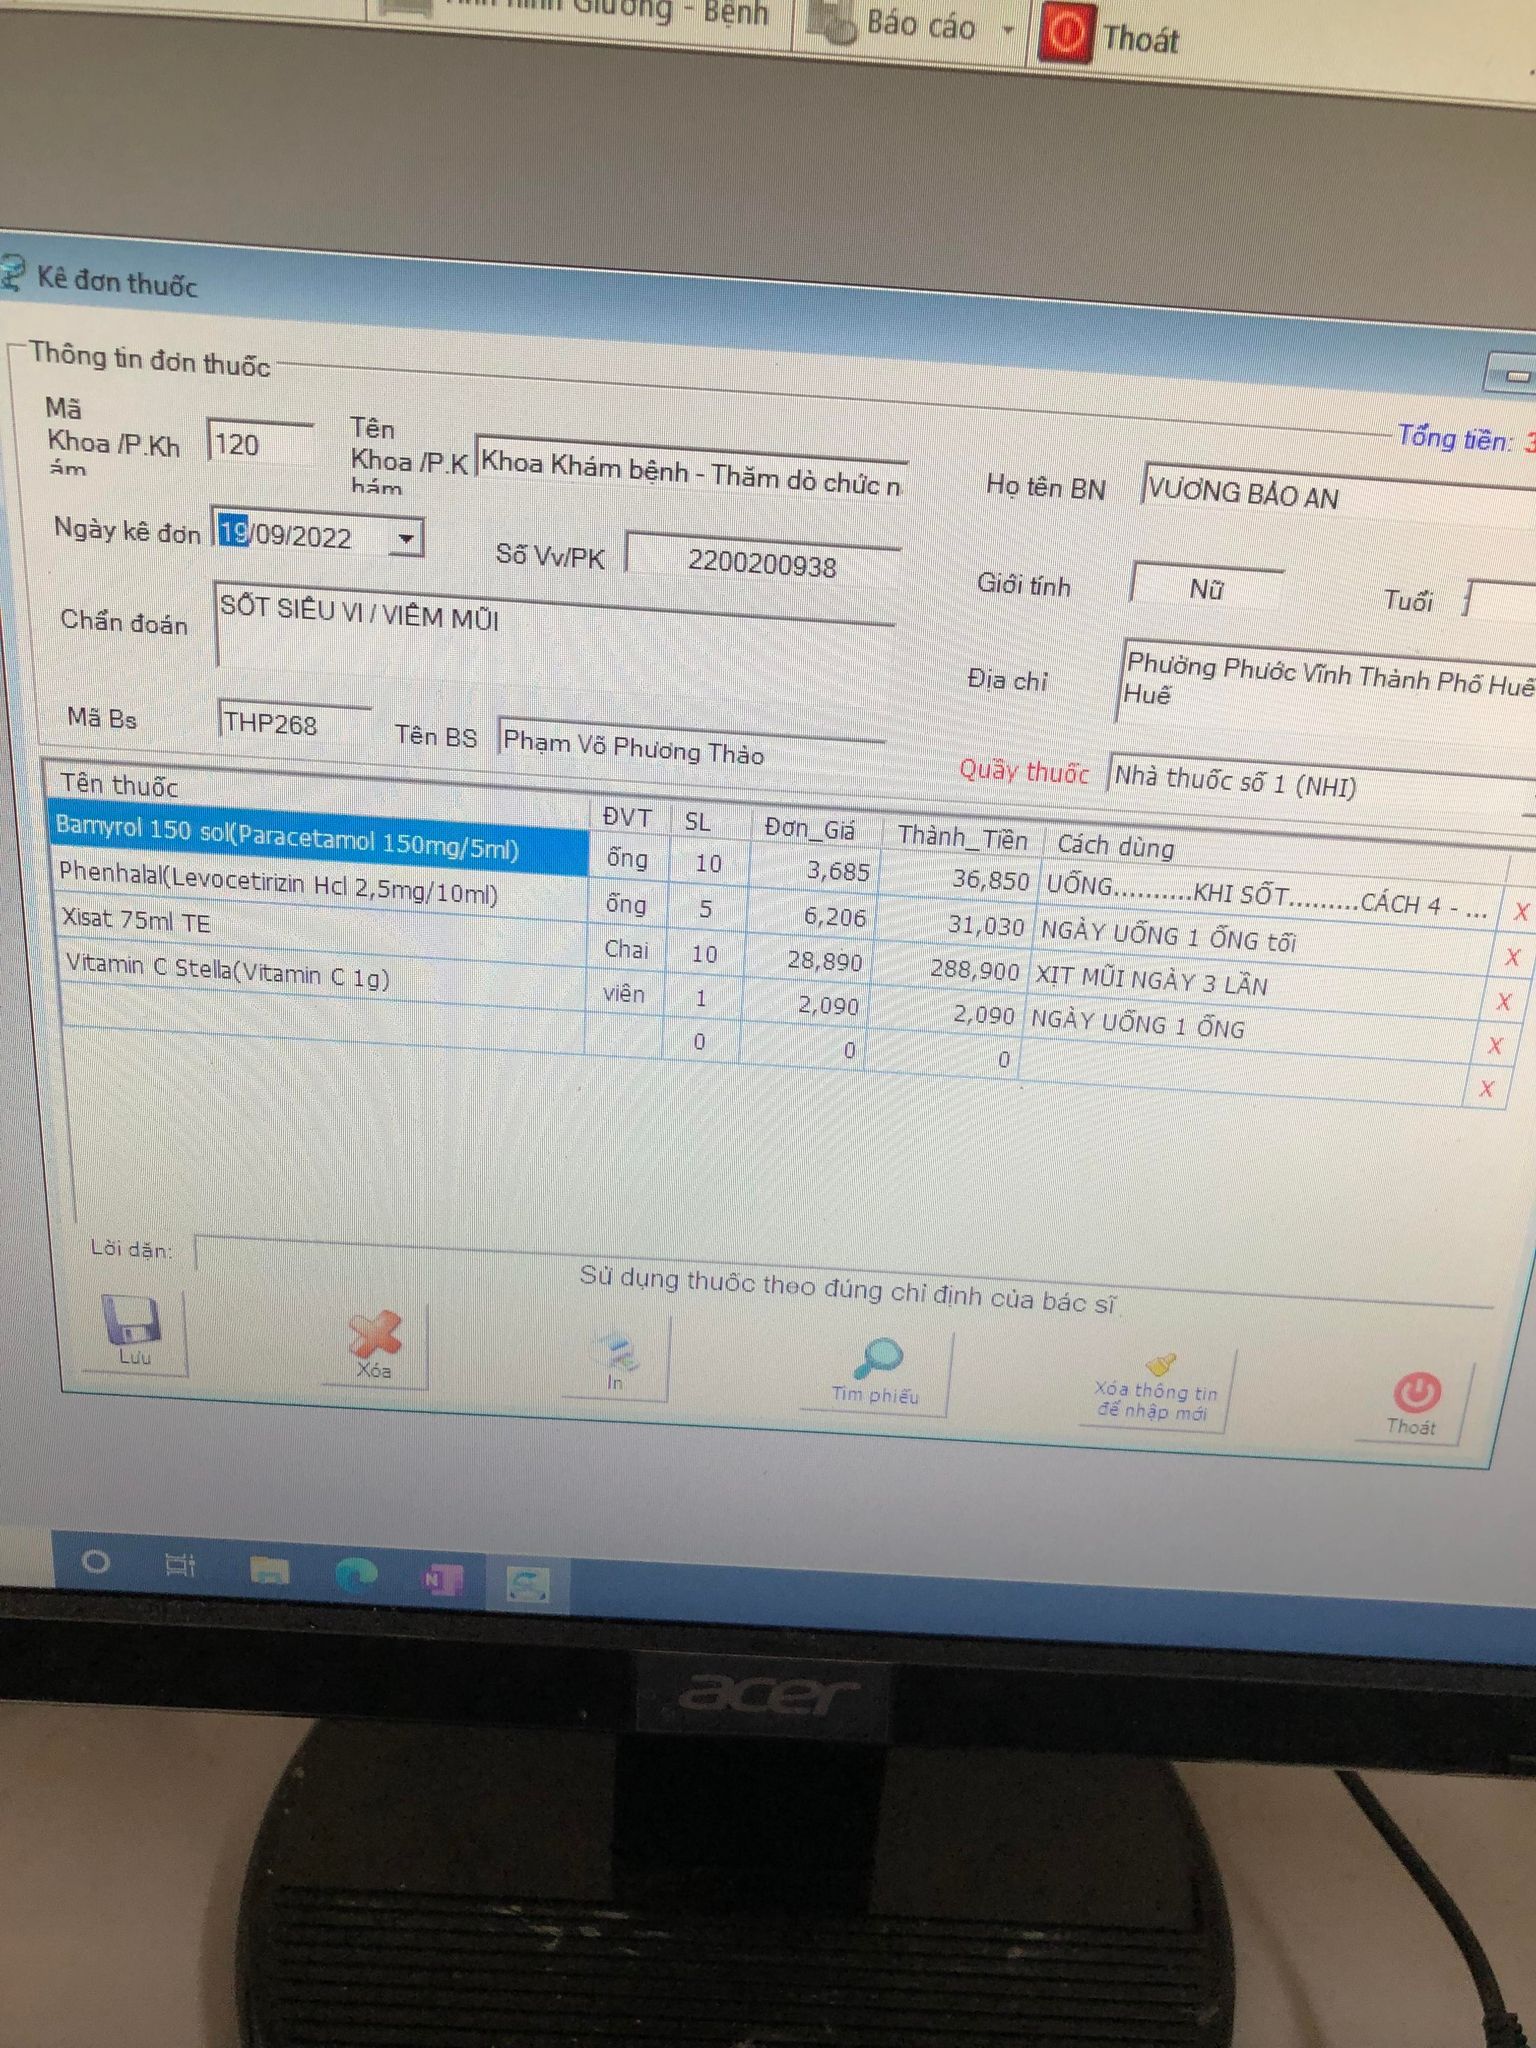 Giường - Bệnh
Báo cáo
Thoát
Kê đơn thuốc
Thông tin đơn thuốc
Tổng tiền: 3
Mã Khoa /P.Khám
120
Tên Khoa /P.Khám
Khoa Khám bệnh - Thăm dò chức n
Họ tên BN
VƯƠNG BẢO AN
Ngày kê đơn
19/09/2022
Số Vv/PK
2200200938
Giới tính
Nữ
Tuổi
Chẩn đoán
SỐT SIÊU VI / VIÊM MŨI
Địa chỉ
Phường Phước Vĩnh Thành Phố Huế
Huế
Mã Bs
THP268
Tên BS
Phạm Võ Phương Thảo
Quầy thuốc
Nhà thuốc số 1 (NHI)
Tên thuốc ĐVT SL Đơn_Giá Thành_Tiền Cách dùng
Bamyrol 150 sol(Paracetamol 150mg/5ml) ống 10 3,685 36,850 UỐNG..........KHI SỐT.........CÁCH 4 - ... X
Phenhalal(Levocetirizin Hcl 2,5mg/10ml) ống 5 6,206 31,030 NGÀY UỐNG 1 ỐNG tối X
Xisat 75ml TE Chai 10 28,890 288,900 XỊT MŨI NGÀY 3 LẦN X
Vitamin C Stella(Vitamin C 1g) viên 1 2,090 2,090 NGÀY UỐNG 1 ỐNG X
0 0 0 X
Lời dặn:
Sử dụng thuốc theo đúng chỉ định của bác sĩ
Lưu
Xóa
In
Tìm phiếu
Xóa thông tin
để nhập mới
Thoát
N
acer